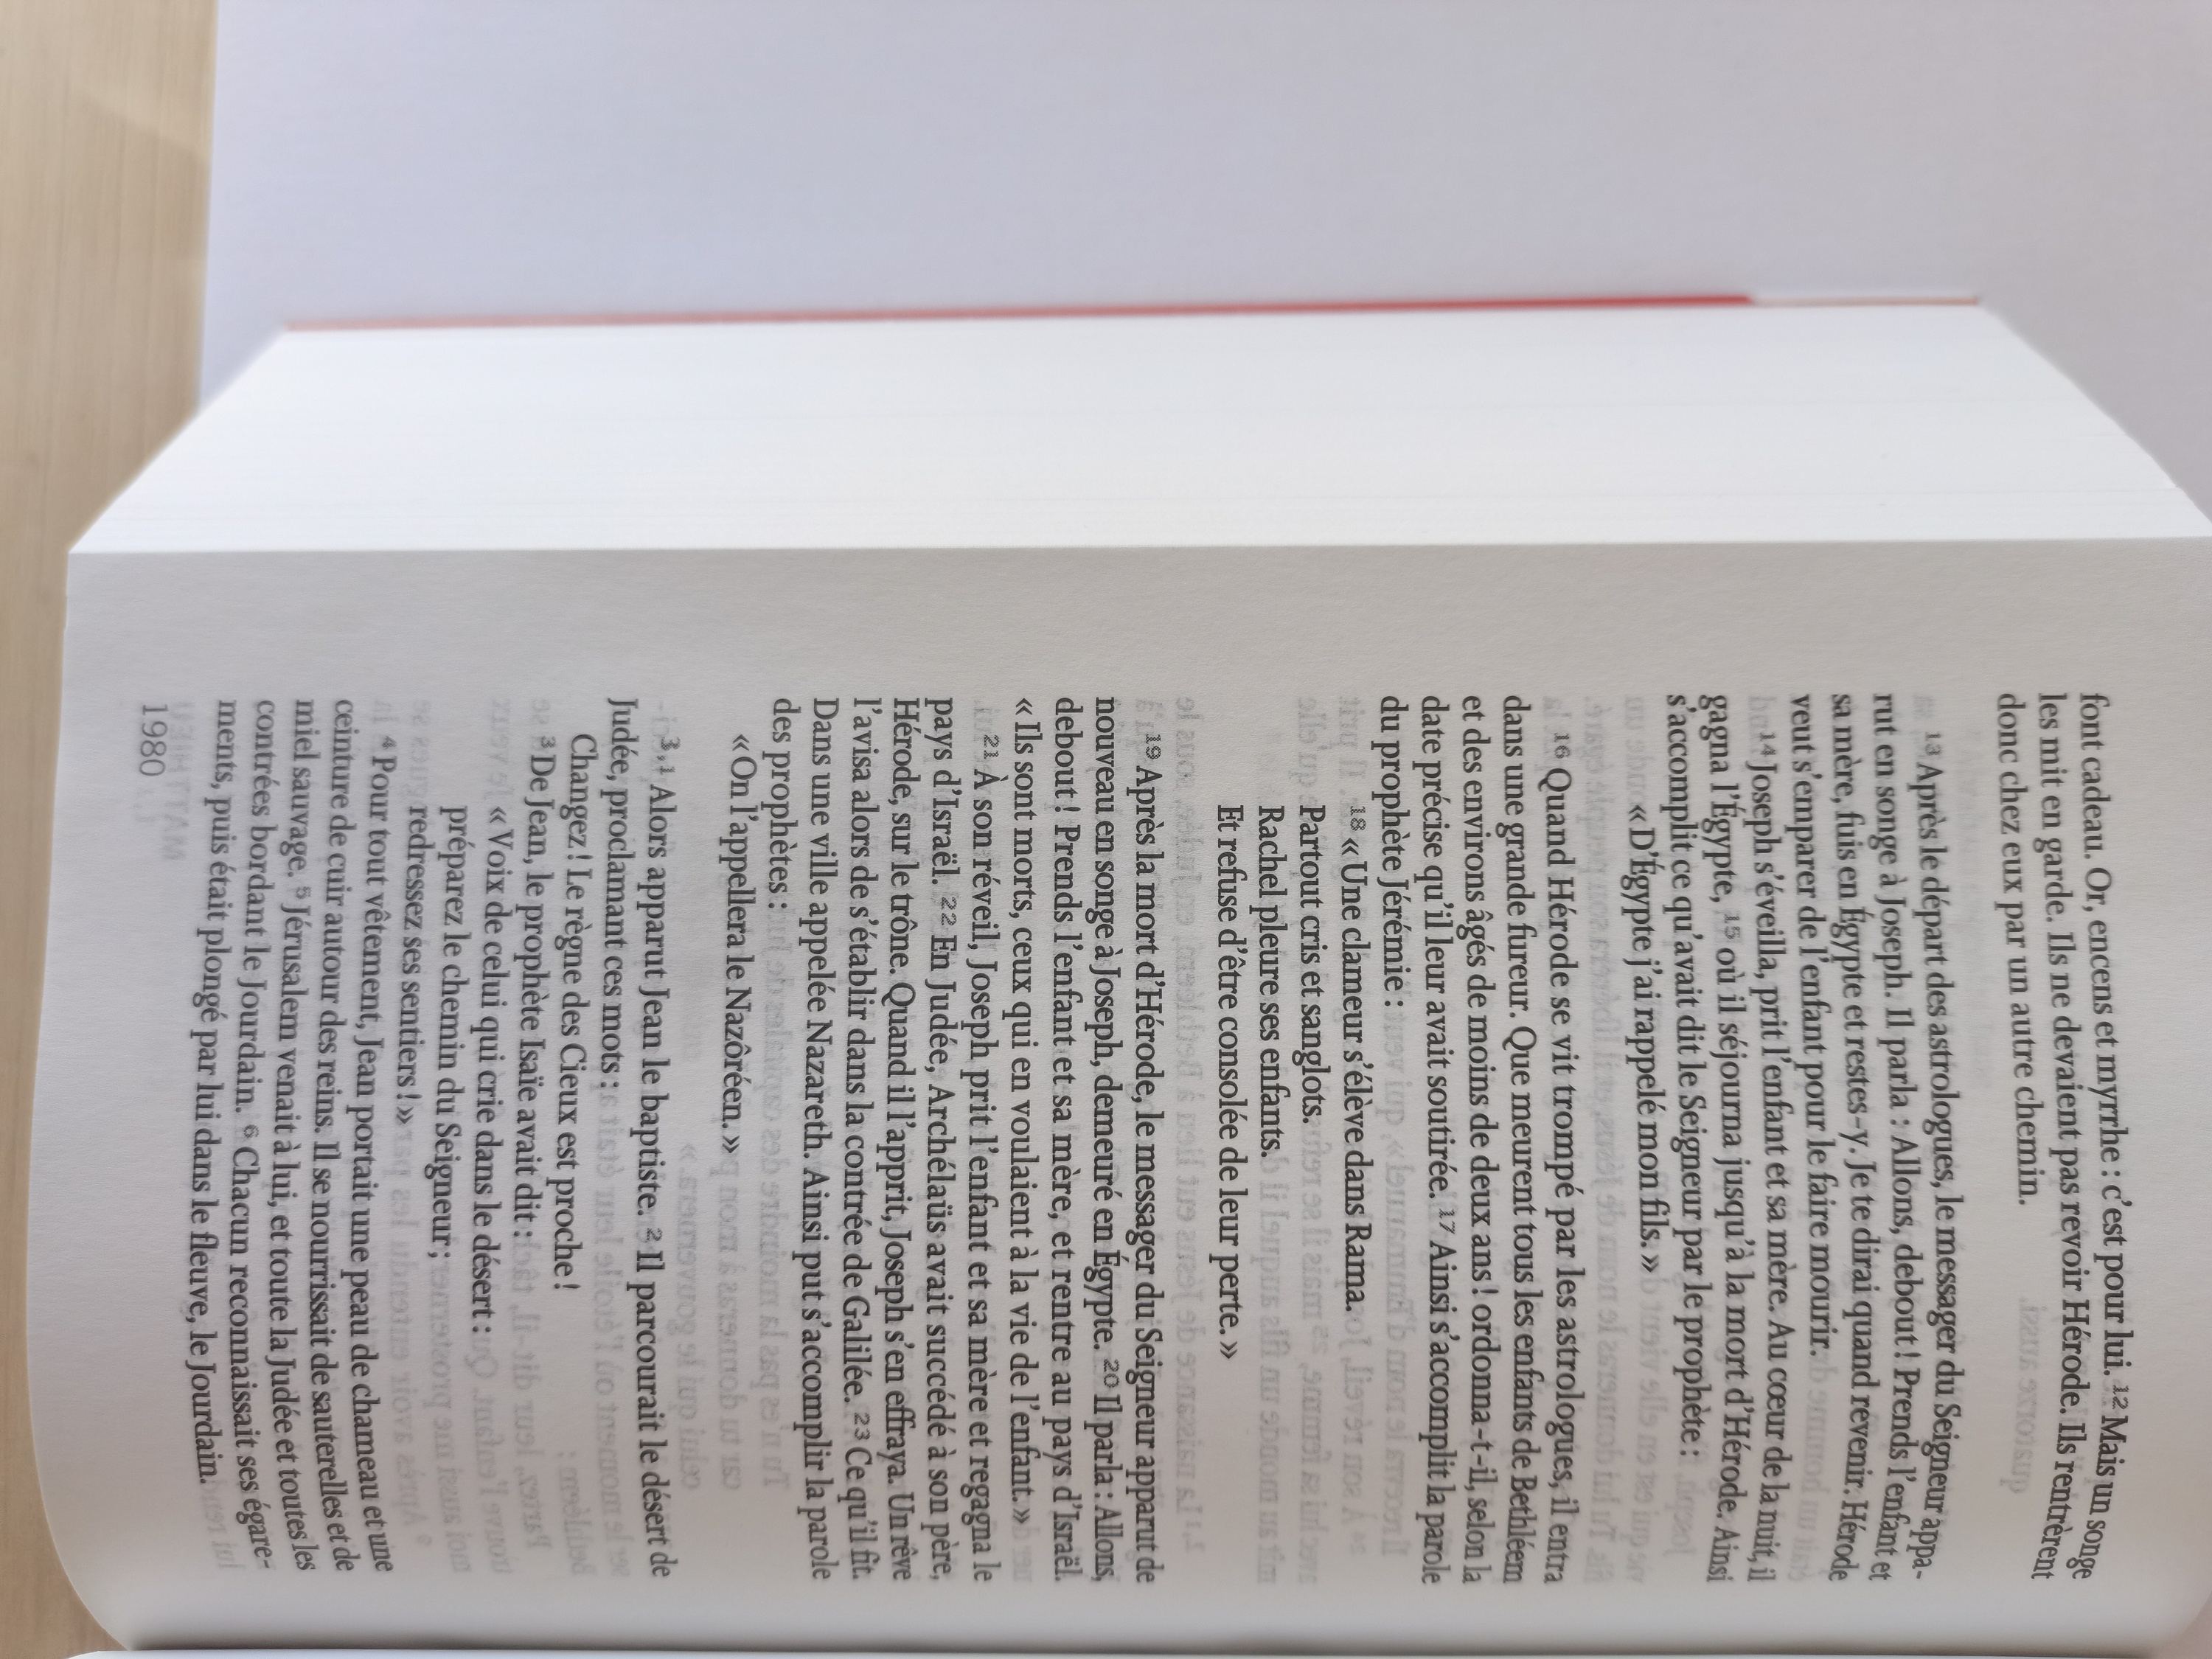 font cadeau. Or, encens et myrrhe : c'est pour lui. 12 Mais un songe
les mit en garde. Ils ne devaient pas revoir Hérode. Ils rentrèrent
donc chez eux par un autre chemin.
13 Après le départ des astrologues, le messager du Seigneur appa-
rut en songe à Joseph. Il parla : Allons, debout ! Prends l'enfant et
sa mère, fuis en Égypte et restes-y. Je te dirai quand revenir. Hérode
veut s'emparer de l'enfant pour le faire mourir.
14 Joseph s'éveilla, prit l'enfant et sa mère. Au cœur de la nuit, il
gagna l'Égypte, 15 où il séjourna jusqu'à la mort d'Hérode. Ainsi
s'accomplit ce qu'avait dit le Seigneur par le prophète :
« D'Égypte j'ai rappelé mon fils. »
16 Quand Hérode se vit trompé par les astrologues, il entra
dans une grande fureur. Que meurent tous les enfants de Bethléem
et des environs âgés de moins de deux ans ! ordonna-t-il, selon la
date précise qu'il leur avait soutirée. 17 Ainsi s'accomplit la parole
du prophète Jérémie :
18 « Une clameur s'élève dans Rama.
Partout cris et sanglots.
Rachel pleure ses enfants.
Et refuse d'être consolée de leur perte. »
19 Après la mort d'Hérode, le messager du Seigneur apparut de
nouveau en songe à Joseph, demeuré en Égypte. 20 Il parla : Allons,
debout ! Prends l'enfant et sa mère, et rentre au pays d'Israël.
« Ils sont morts, ceux qui en voulaient à la vie de l'enfant. »
21 À son réveil, Joseph prit l'enfant et sa mère et regagna le
pays d'Israël. 22 En Judée, Archélaüs avait succédé à son père,
Hérode, sur le trône. Quand il l'apprit, Joseph s'en effraya. Un rêve
l'avisa alors de s'établir dans la contrée de Galilée. 23 Ce qu'il fit.
Dans une ville appelée Nazareth. Ainsi put s'accomplir la parole
des prophètes :
« On l'appellera le Nazôréen. »
3,1 Alors apparut Jean le baptiste. 2 Il parcourait le désert de
Judée, proclamant ces mots :
Changez ! Le règne des Cieux est proche !
3 De Jean, le prophète Isaïe avait dit :
« Voix de celui qui crie dans le désert :
préparez le chemin du Seigneur ;
redressez ses sentiers ! »
4 Pour tout vêtement, Jean portait une peau de chameau et une
ceinture de cuir autour des reins. Il se nourrissait de sauterelles et de
miel sauvage. 5 Jérusalem venait à lui, et toute la Judée et toutes les
contrées bordant le Jourdain. 6 Chacun reconnaissait ses égare-
ments, puis était plongé par lui dans le fleuve, le Jourdain.
1980